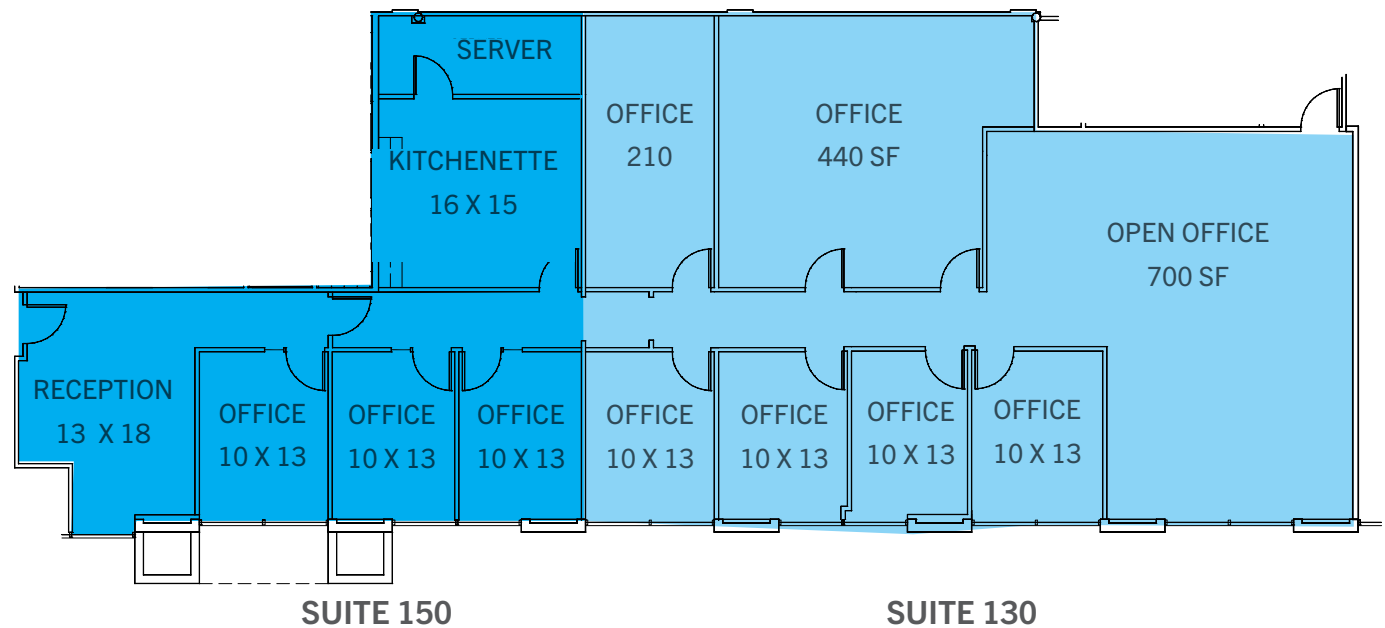 SERVER
KITCHENETTE
16 X 15
OFFICE
210
OFFICE
440 SF
OPEN OFFICE
700 SF
RECEPTION
13 X 18
OFFICE
10 X 13
OFFICE
10 X 13
OFFICE
10 X 13
OFFICE
10 X 13
OFFICE
10 X 13
OFFICE
10 X 13
OFFICE
10 X 13
SUITE 150
SUITE 130